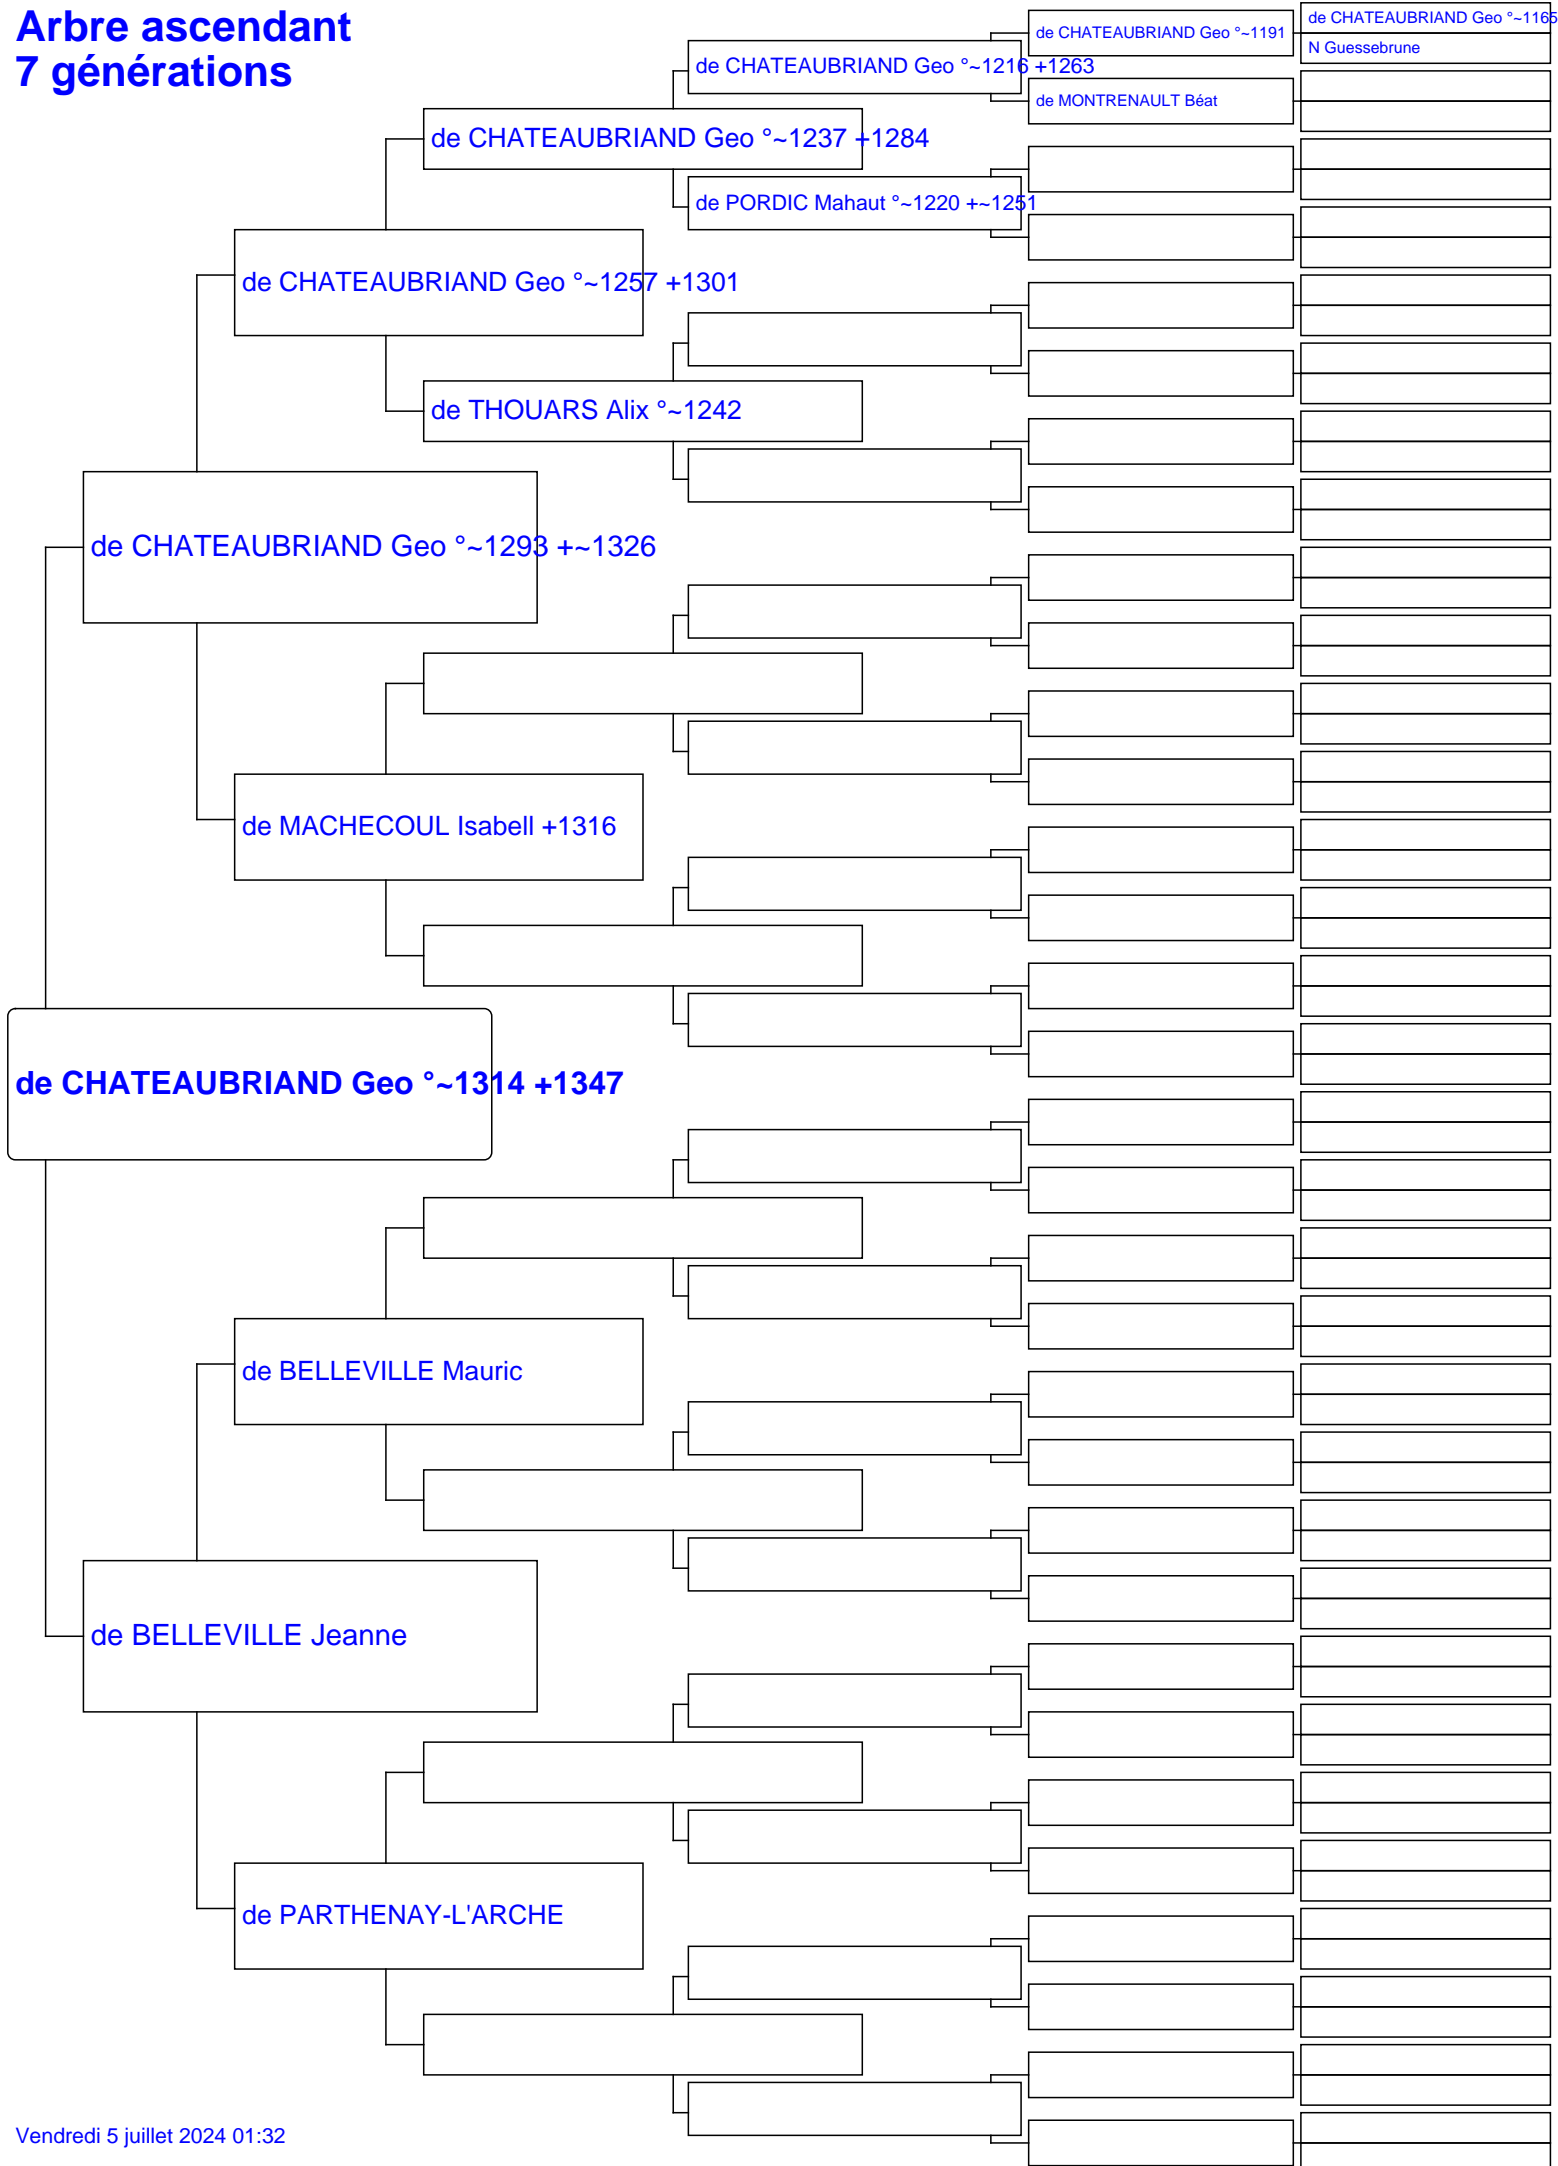 Arbre ascendant
7 générations
de CHATEAUBRIAND Geo °~1191
de CHATEAUBRIAND Geo °~1165
N Guessebrune
de CHATEAUBRIAND Geo °~1216 +1263
de MONTRENAULT Béat
de CHATEAUBRIAND Geo °~1237 +1284
de PORDIC Mahaut °~1220 +~1251
de CHATEAUBRIAND Geo °~1257 +1301
de THOUARS Alix °~1242
de CHATEAUBRIAND Geo °~1293 +~1326
de MACHECOUL Isabell +1316
de CHATEAUBRIAND Geo °~1314 +1347
de BELLEVILLE Mauric
de BELLEVILLE Jeanne
de PARTHENAY-L'ARCHE
Vendredi 5 juillet 2024 01:32